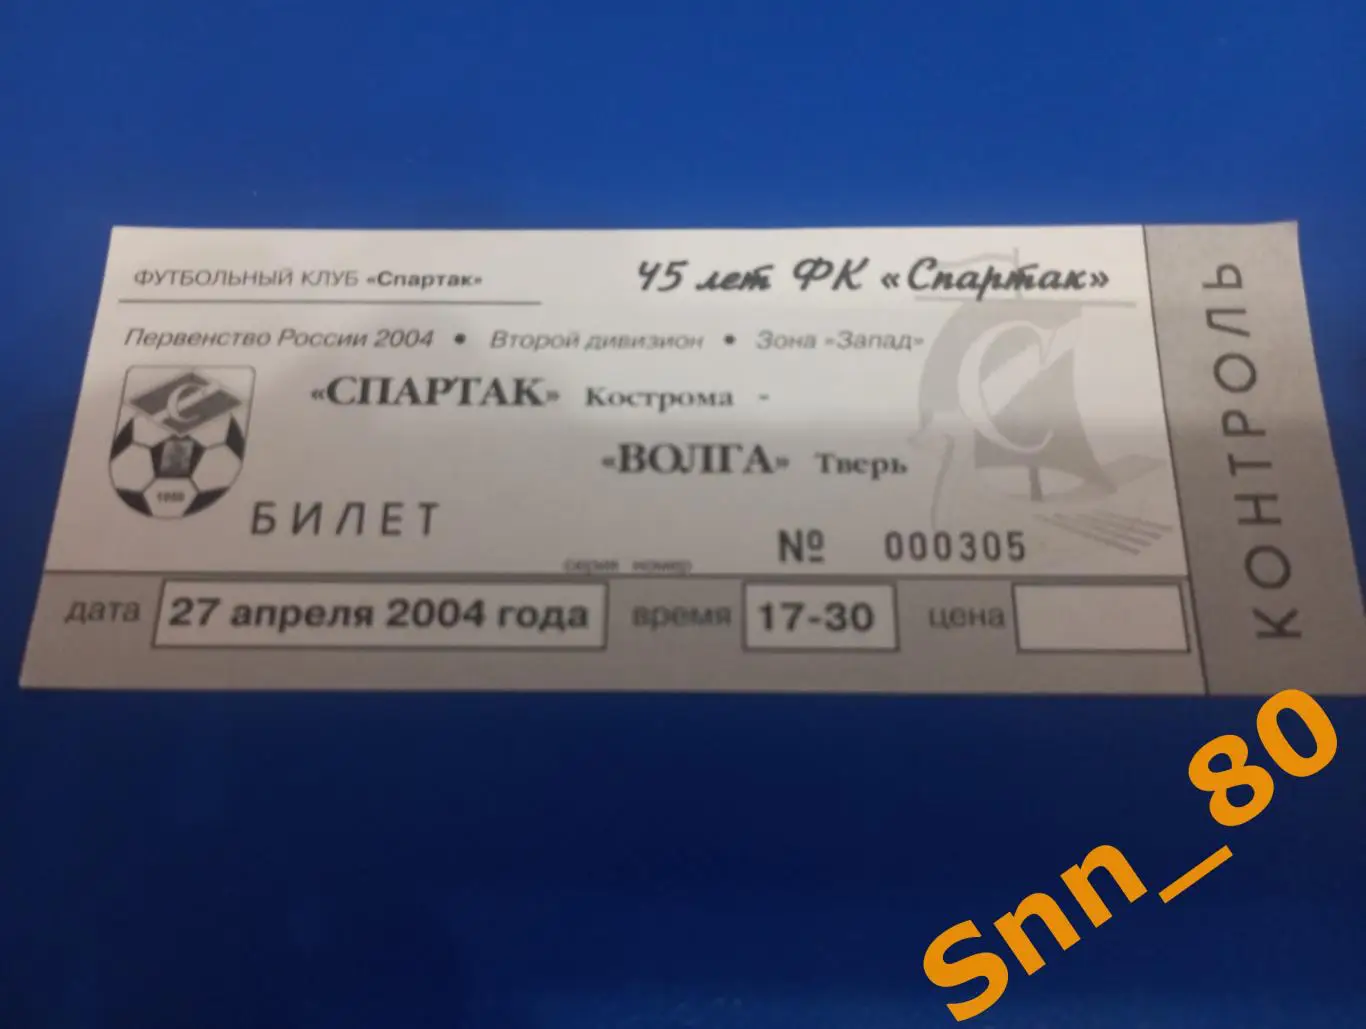 ФУТБОЛЬНЫЙ КЛУБ «Спартак»
45 лет ФК «Спартак»
Первенство России 2004 • Второй дивизион • Зона «Запад»
«СПАРТАК» Кострома -
«ВОЛГА» Тверь
БИЛЕТ
серия номер
№ 000305
дата 27 апреля 2004 года время 17-30 цена
КОНТРОЛЬ
Snn_80